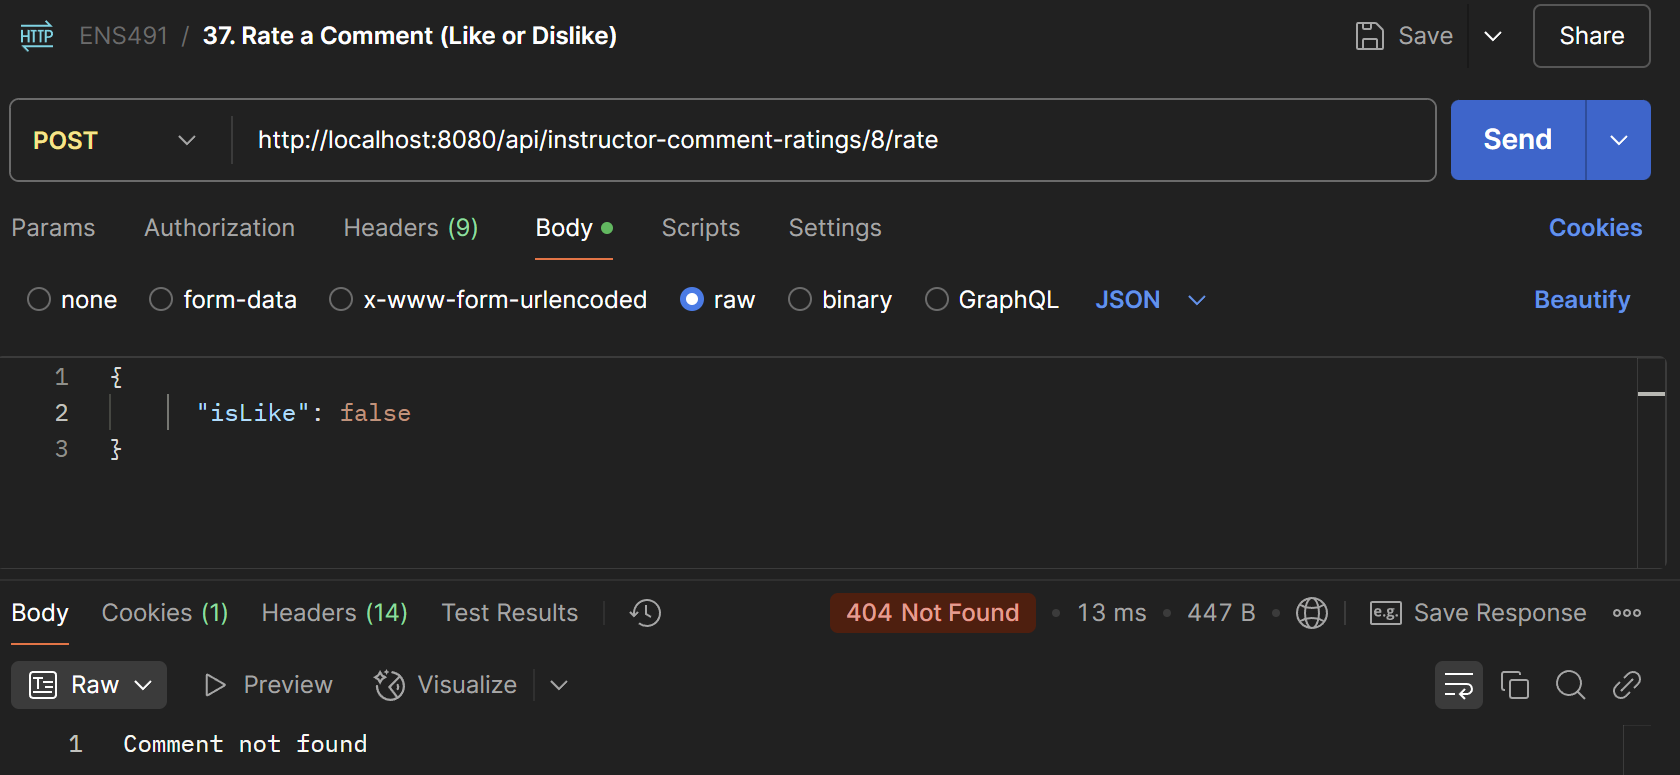 HTTP ENS491 / 37. Rate a Comment (Like or Dislike) Save Share
POST http://localhost:8080/api/instructor-comment-ratings/8/rate Send
Params Authorization Headers (9) Body Scripts Settings Cookies
none form-data x-www-form-urlencoded raw binary GraphQL JSON Beautify
1 {
2 "isLike": false
3 }
Body Cookies (1) Headers (14) Test Results 404 Not Found • 13 ms • 447 B • e.g. Save Response
Raw Preview Visualize
1 Comment not found